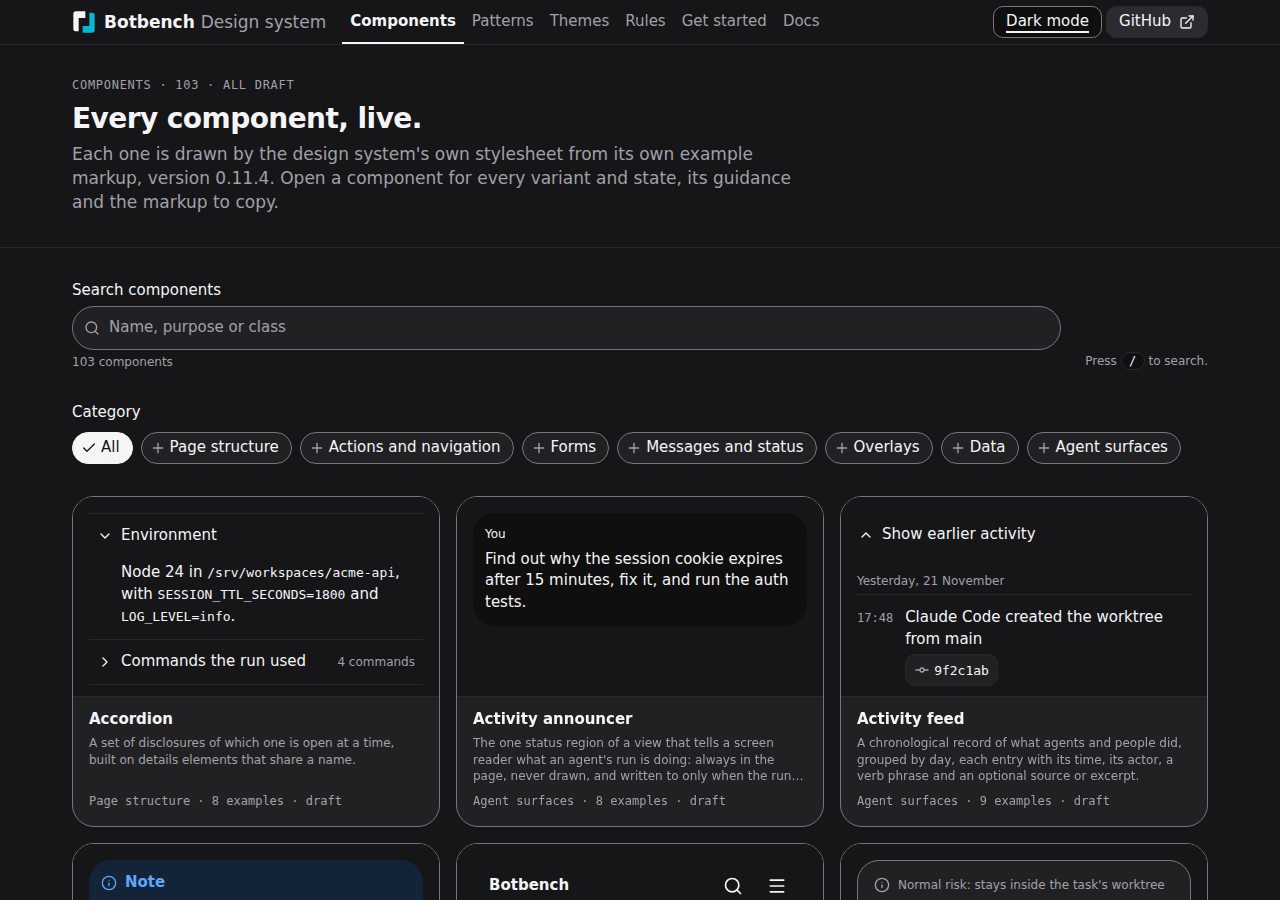 Botbench Design system
Components
Patterns
Themes
Rules
Get started
Docs
Dark mode
GitHub
COMPONENTS · 103 · ALL DRAFT
Every component, live.
Each one is drawn by the design system's own stylesheet from its own example
markup, version 0.11.4. Open a component for every variant and state, its guidance
and the markup to copy.
Search components
Name, purpose or class
103 components
Press / to search.
Category
All
Page structure
Actions and navigation
Forms
Messages and status
Overlays
Data
Agent surfaces
Environment
Node 24 in /srv/workspaces/acme-api,
with SESSION_TTL_SECONDS=1800 and
LOG_LEVEL=info.
Commands the run used
4 commands
Accordion
A set of disclosures of which one is open at a time,
built on details elements that share a name.
Page structure · 8 examples · draft
You
Find out why the session cookie expires
after 15 minutes, fix it, and run the auth
tests.
Activity announcer
The one status region of a view that tells a screen
reader what an agent's run is doing: always in the
page, never drawn, and written to only when the run…
Agent surfaces · 8 examples · draft
Show earlier activity
Yesterday, 21 November
17:48
Claude Code created the worktree
from main
9f2c1ab
Activity feed
A chronological record of what agents and people did,
grouped by day, each entry with its time, its actor, a
verb phrase and an optional source or excerpt.
Agent surfaces · 9 examples · draft
Note
Botbench
Normal risk: stays inside the task's worktree